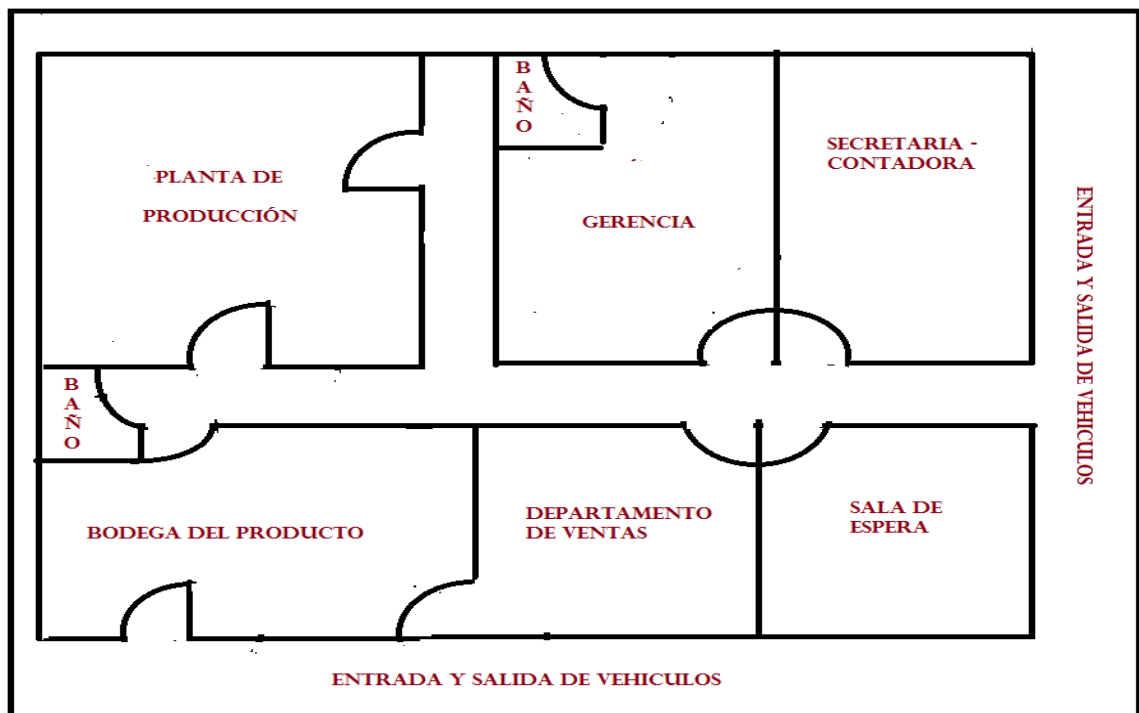 BAÑO
PLANTA DE
PRODUCCIÓN
GERENCIA
SECRETARIA -
CONTADORA
ENTRADA Y SALIDA DE VEHICULOS
BAÑO
BODEGA DEL PRODUCTO
DEPARTAMENTO
DE VENTAS
SALA DE
ESPERA
ENTRADA Y SALIDA DE VEHICULOS